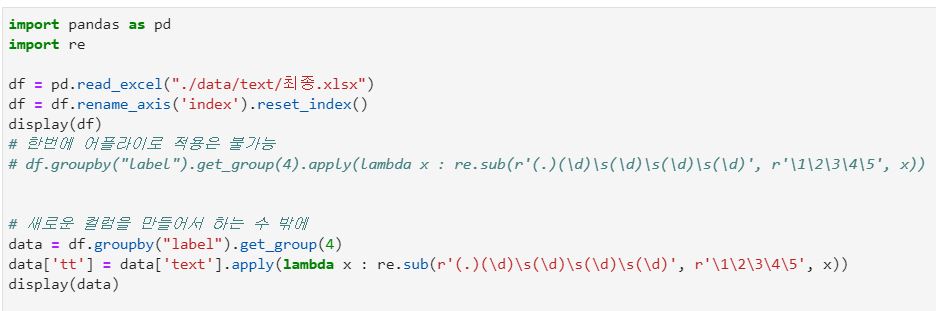 import pandas as pd
import re
df = pd.read_excel("./data/text/최종.xlsx")
df = df.rename_axis('index').reset_index()
display(df)
# 한번에 어플라이로 적용은 불가능
# df.groupby("label").get_group(4).apply(lambda x : re.sub(r'(.)(\d)\s(\d)\s(\d)\s(\d)', r'\1\2\3\4\5', x))
# 새로운 컬럼을 만들어서 하는 수 밖에
data = df.groupby("label").get_group(4)
data['tt'] = data['text'].apply(lambda x : re.sub(r'(.)(\d)\s(\d)\s(\d)\s(\d)', r'\1\2\3\4\5', x))
display(data)